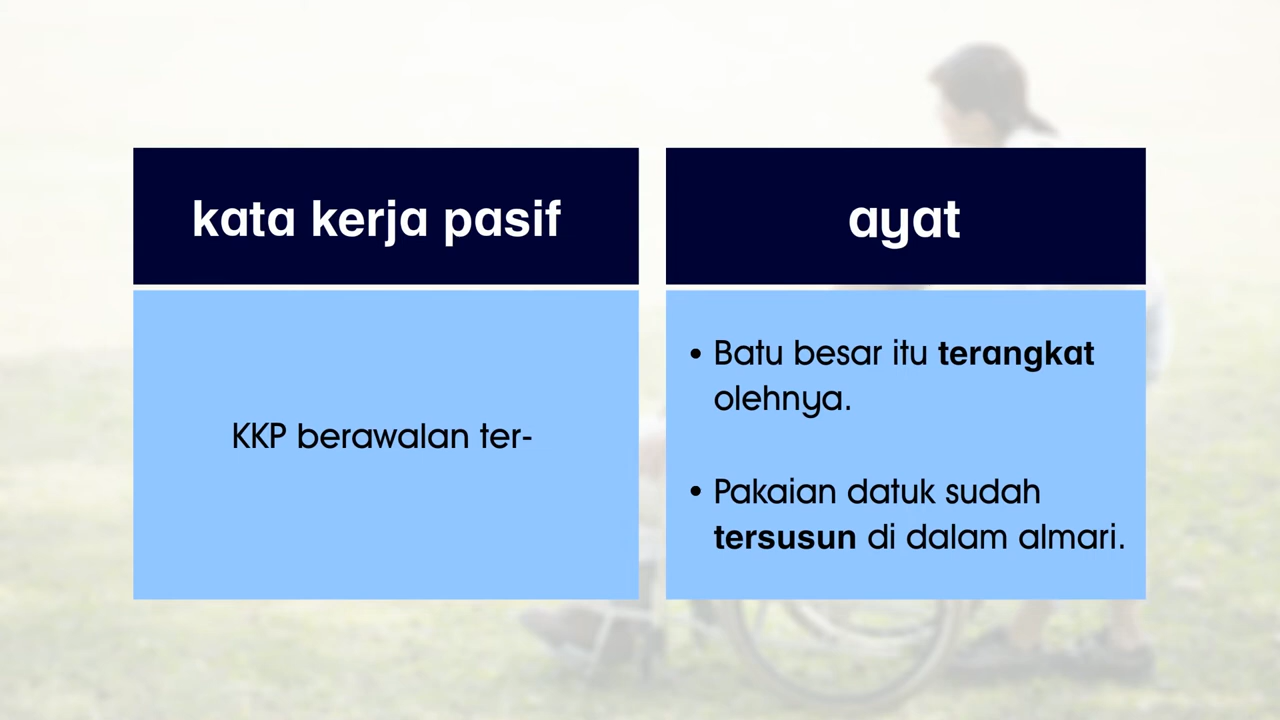 kata kerja pasif
ayat
KKP berawalan ter-
• Batu besar itu terangkat
olehnya.
• Pakaian datuk sudah
tersusun di dalam almari.